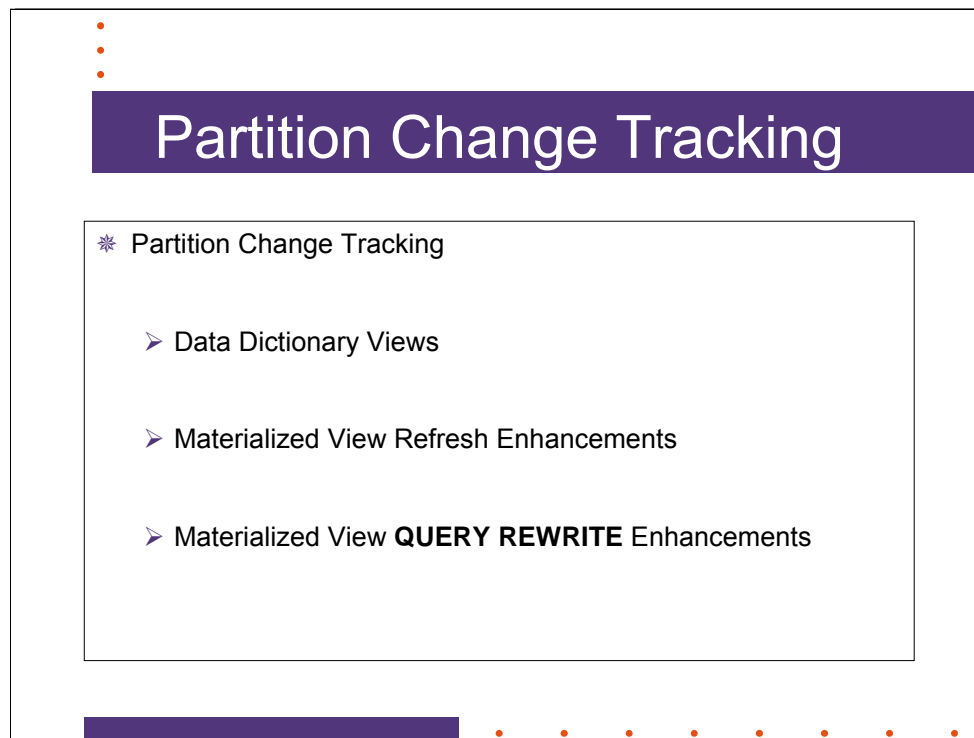 Partition Change Tracking
Partition Change Tracking
Data Dictionary Views
Materialized View Refresh Enhancements
Materialized View QUERY REWRITE Enhancements